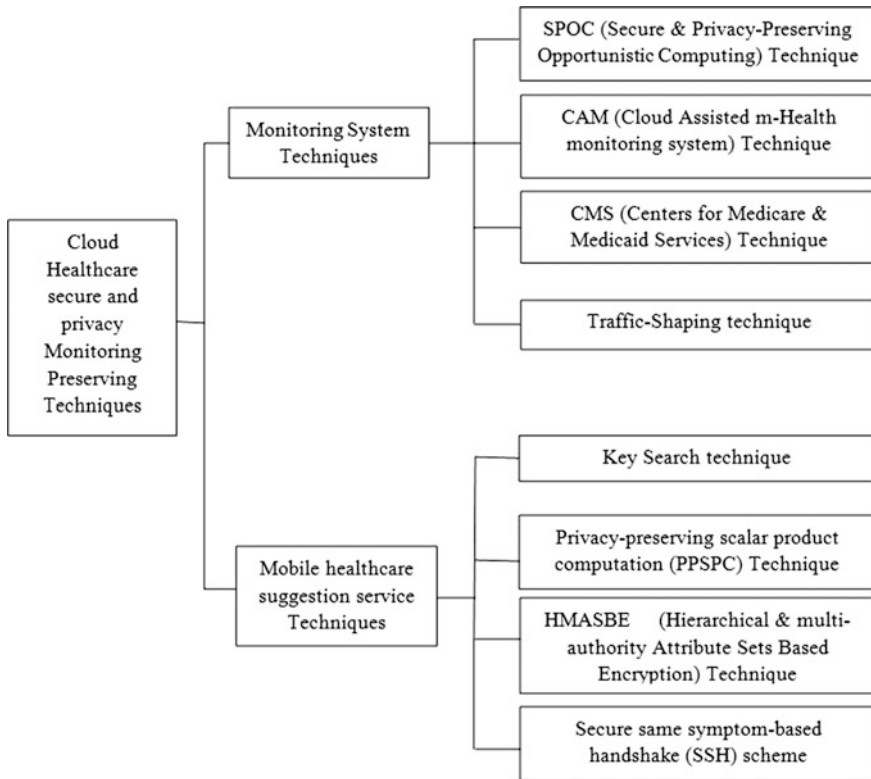 Cloud
Healthcare
secure and
privacy
Monitoring
Preserving
Techniques
Monitoring System
Techniques
SPOC (Secure & Privacy-Preserving
Opportunistic Computing) Technique
CAM (Cloud Assisted m-Health
monitoring system) Technique
CMS (Centers for Medicare &
Medicaid Services) Technique
Traffic-Shaping technique
Mobile healthcare
suggestion service
Techniques
Key Search technique
Privacy-preserving scalar product
computation (PPSPC) Technique
HMASBE (Hierarchical & multi-
authority Attribute Sets Based
Encryption) Technique
Secure same symptom-based
handshake (SSH) scheme